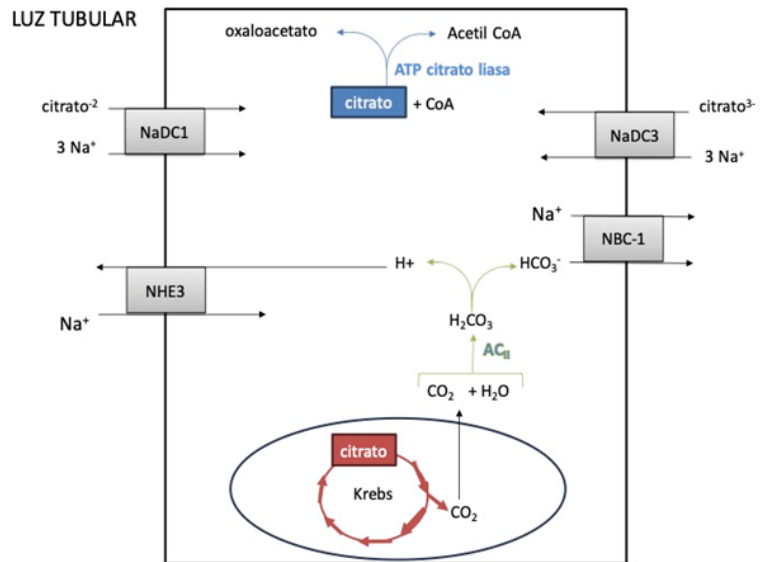 LUZ TUBULAR
oxaloacetato
Acetil CoA
ATP citrato liasa
citrato + CoA
citrato⁻²
NaDC1
3 Na⁺
citrato³⁻
NaDC3
3 Na⁺
Na⁺
NBC-1
HCO₃⁻
H+
NHE3
Na⁺
H₂CO₃
ACᵢᵢ
CO₂ + H₂O
citrato
Krebs
CO₂